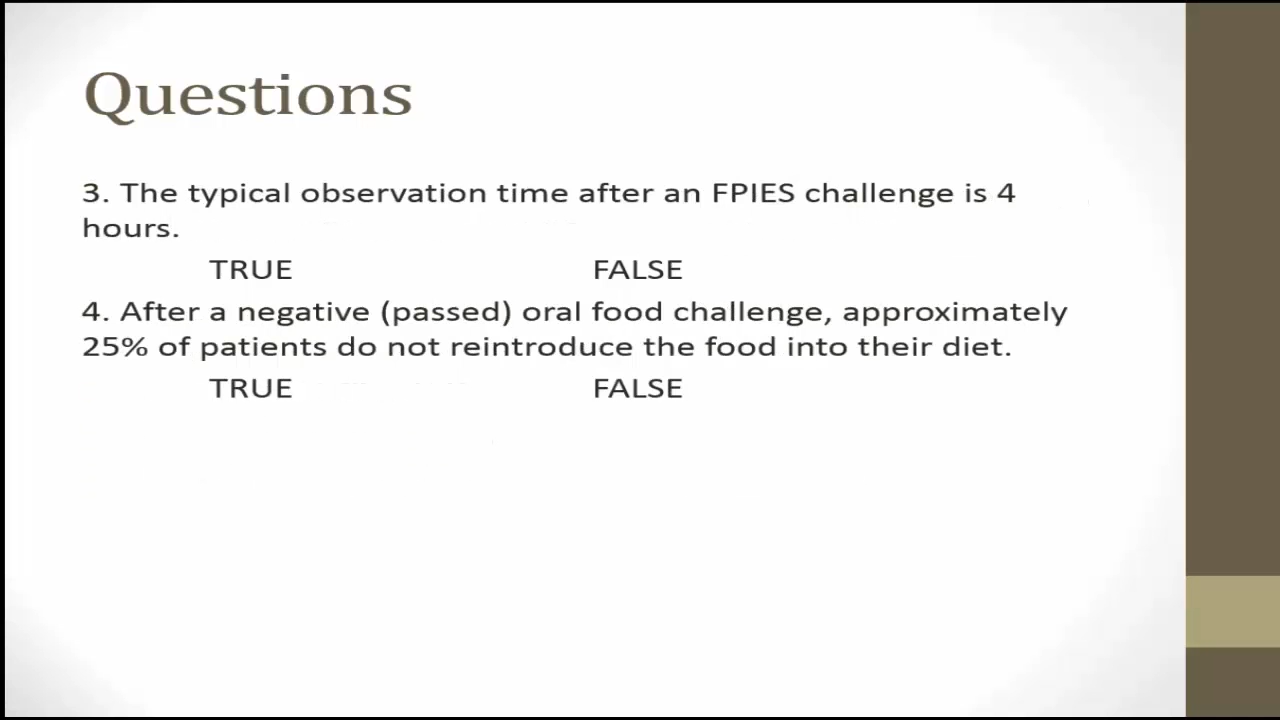 Questions
3. The typical observation time after an FPIES challenge is 4
hours.
TRUE FALSE
4. After a negative (passed) oral food challenge, approximately
25% of patients do not reintroduce the food into their diet.
TRUE FALSE